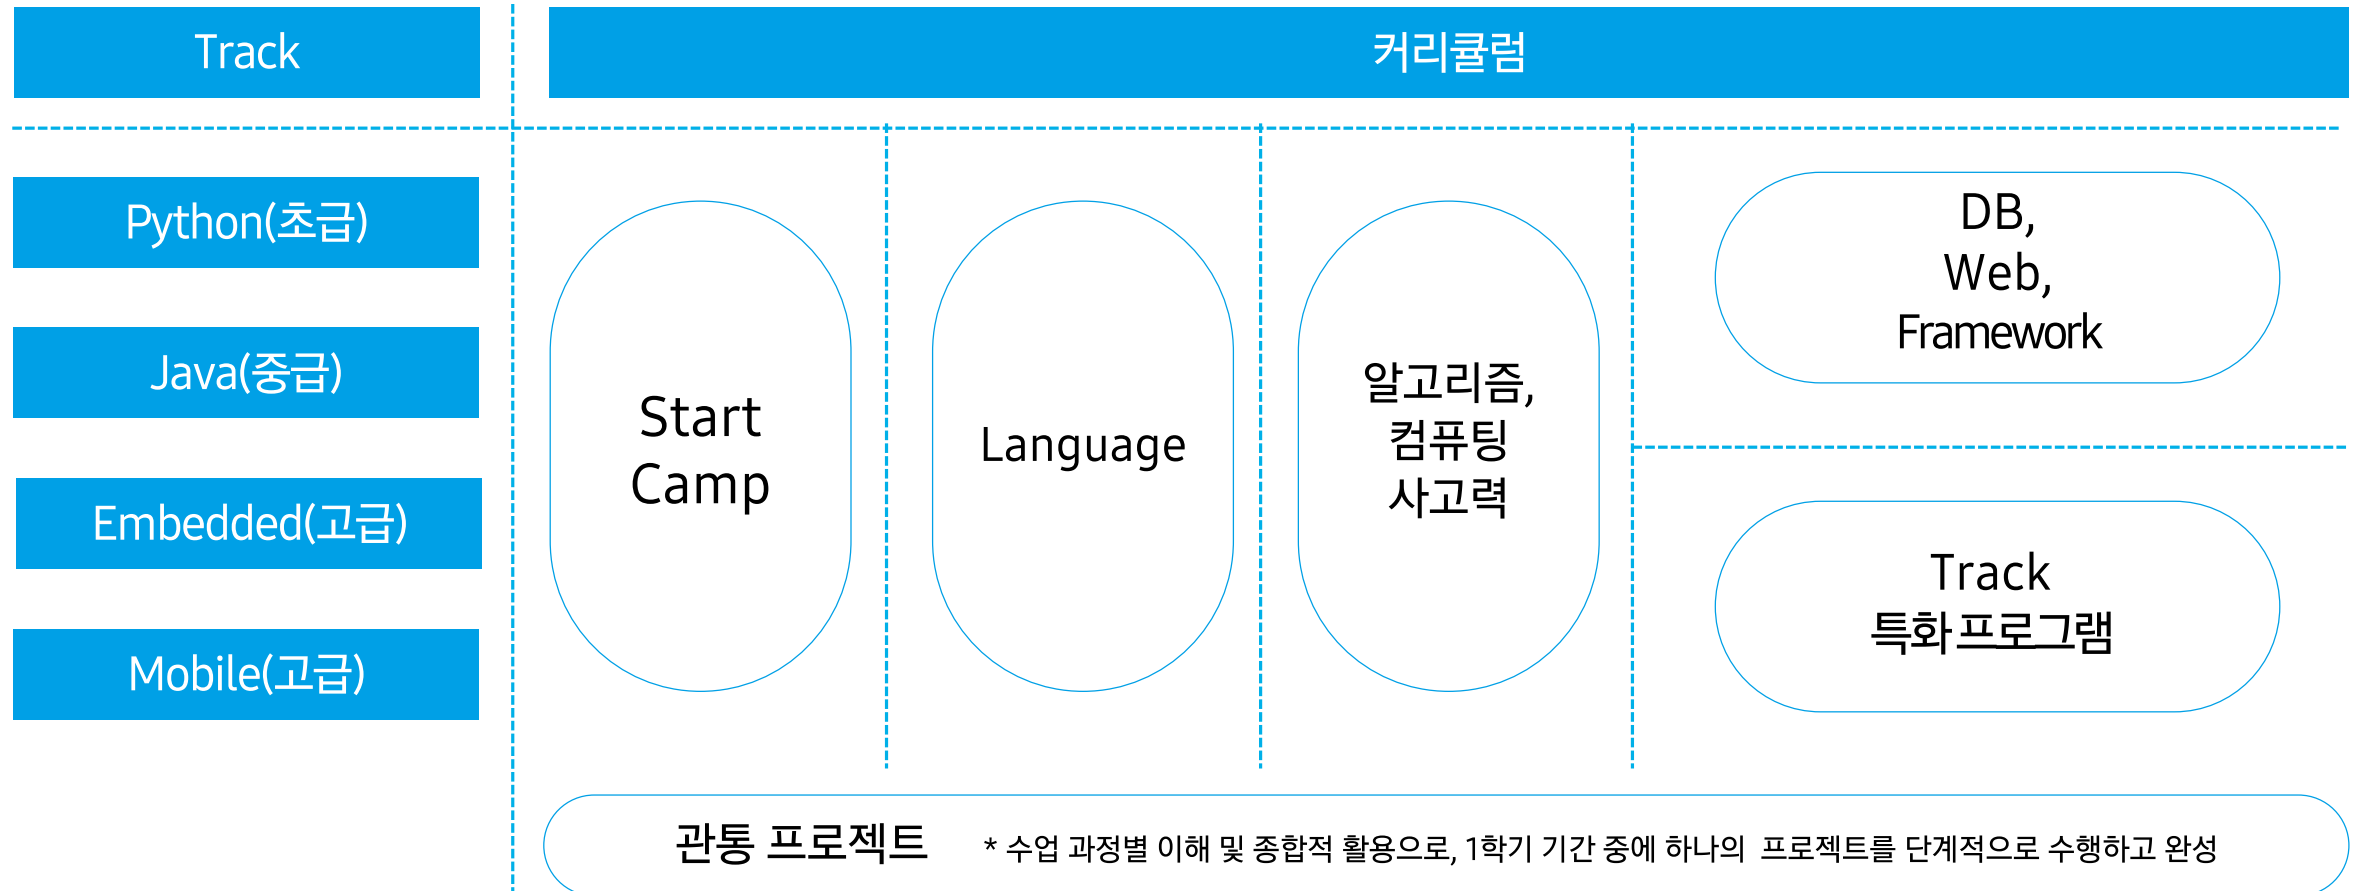 Track
커리큘럼
Python(초급)
Java(중급)
Embedded(고급)
Mobile(고급)
Start
Camp
Language
알고리즘,
컴퓨팅
사고력
DB,
Web,
Framework
Track
특화 프로그램
관통 프로젝트 * 수업 과정별 이해 및 종합적 활용으로, 1학기 기간 중에 하나의 프로젝트를 단계적으로 수행하고 완성